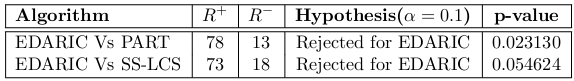 Algorithm R+ R− Hypothesis(α = 0.1) p-value
EDARIC Vs PART 78 13 Rejected for EDARIC 0.023130
EDARIC Vs SS-LCS 73 18 Rejected for EDARIC 0.054624